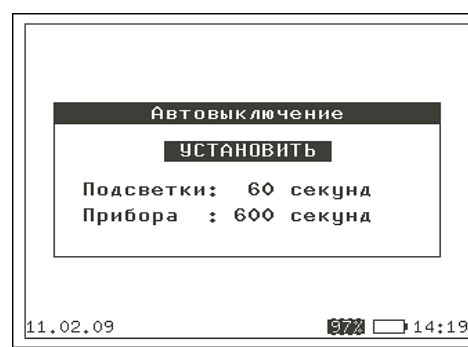 Автовыключение
УСТАНОВИТЬ
Подсветки: 60 секунд
Прибора : 600 секунд
11.02.09 97% 14:19